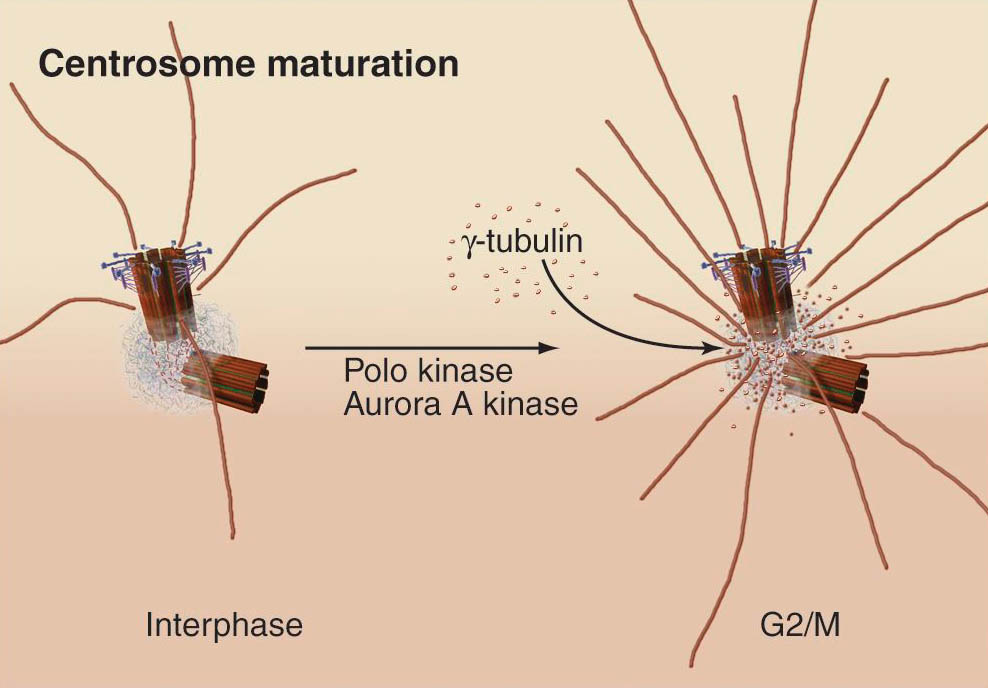 Centrosome maturation
γ-tubulin
Polo kinase
Aurora A kinase
Interphase
G2/M